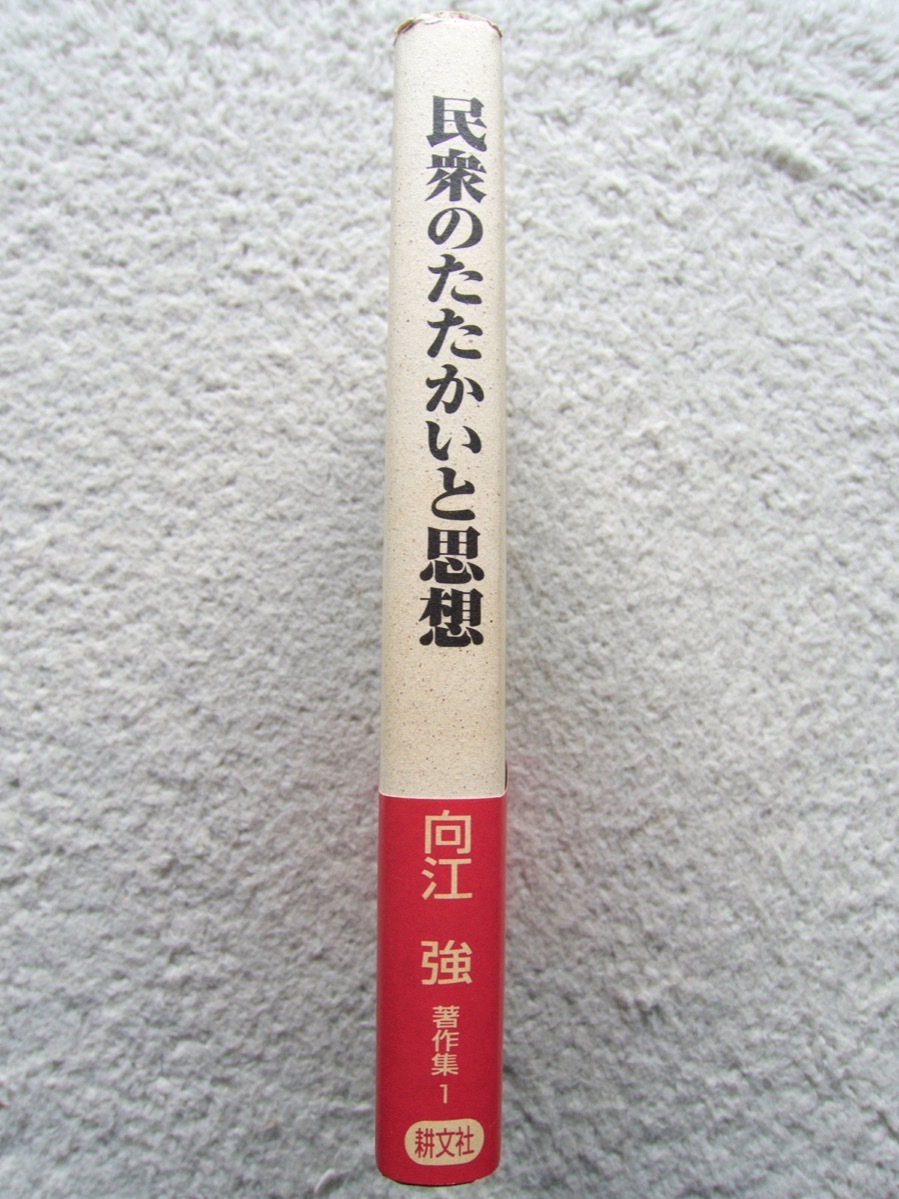 民衆のたたかいと思想
向江 強
著作集1
耕文社